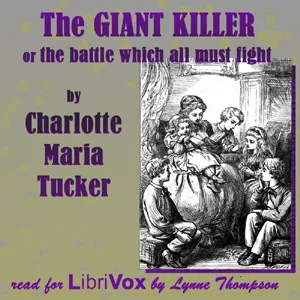 The GIANT KILLER
or the battle which all must fight
by
Charlotte
Maria
Tucker
read for LibriVox by Lynne Thompson